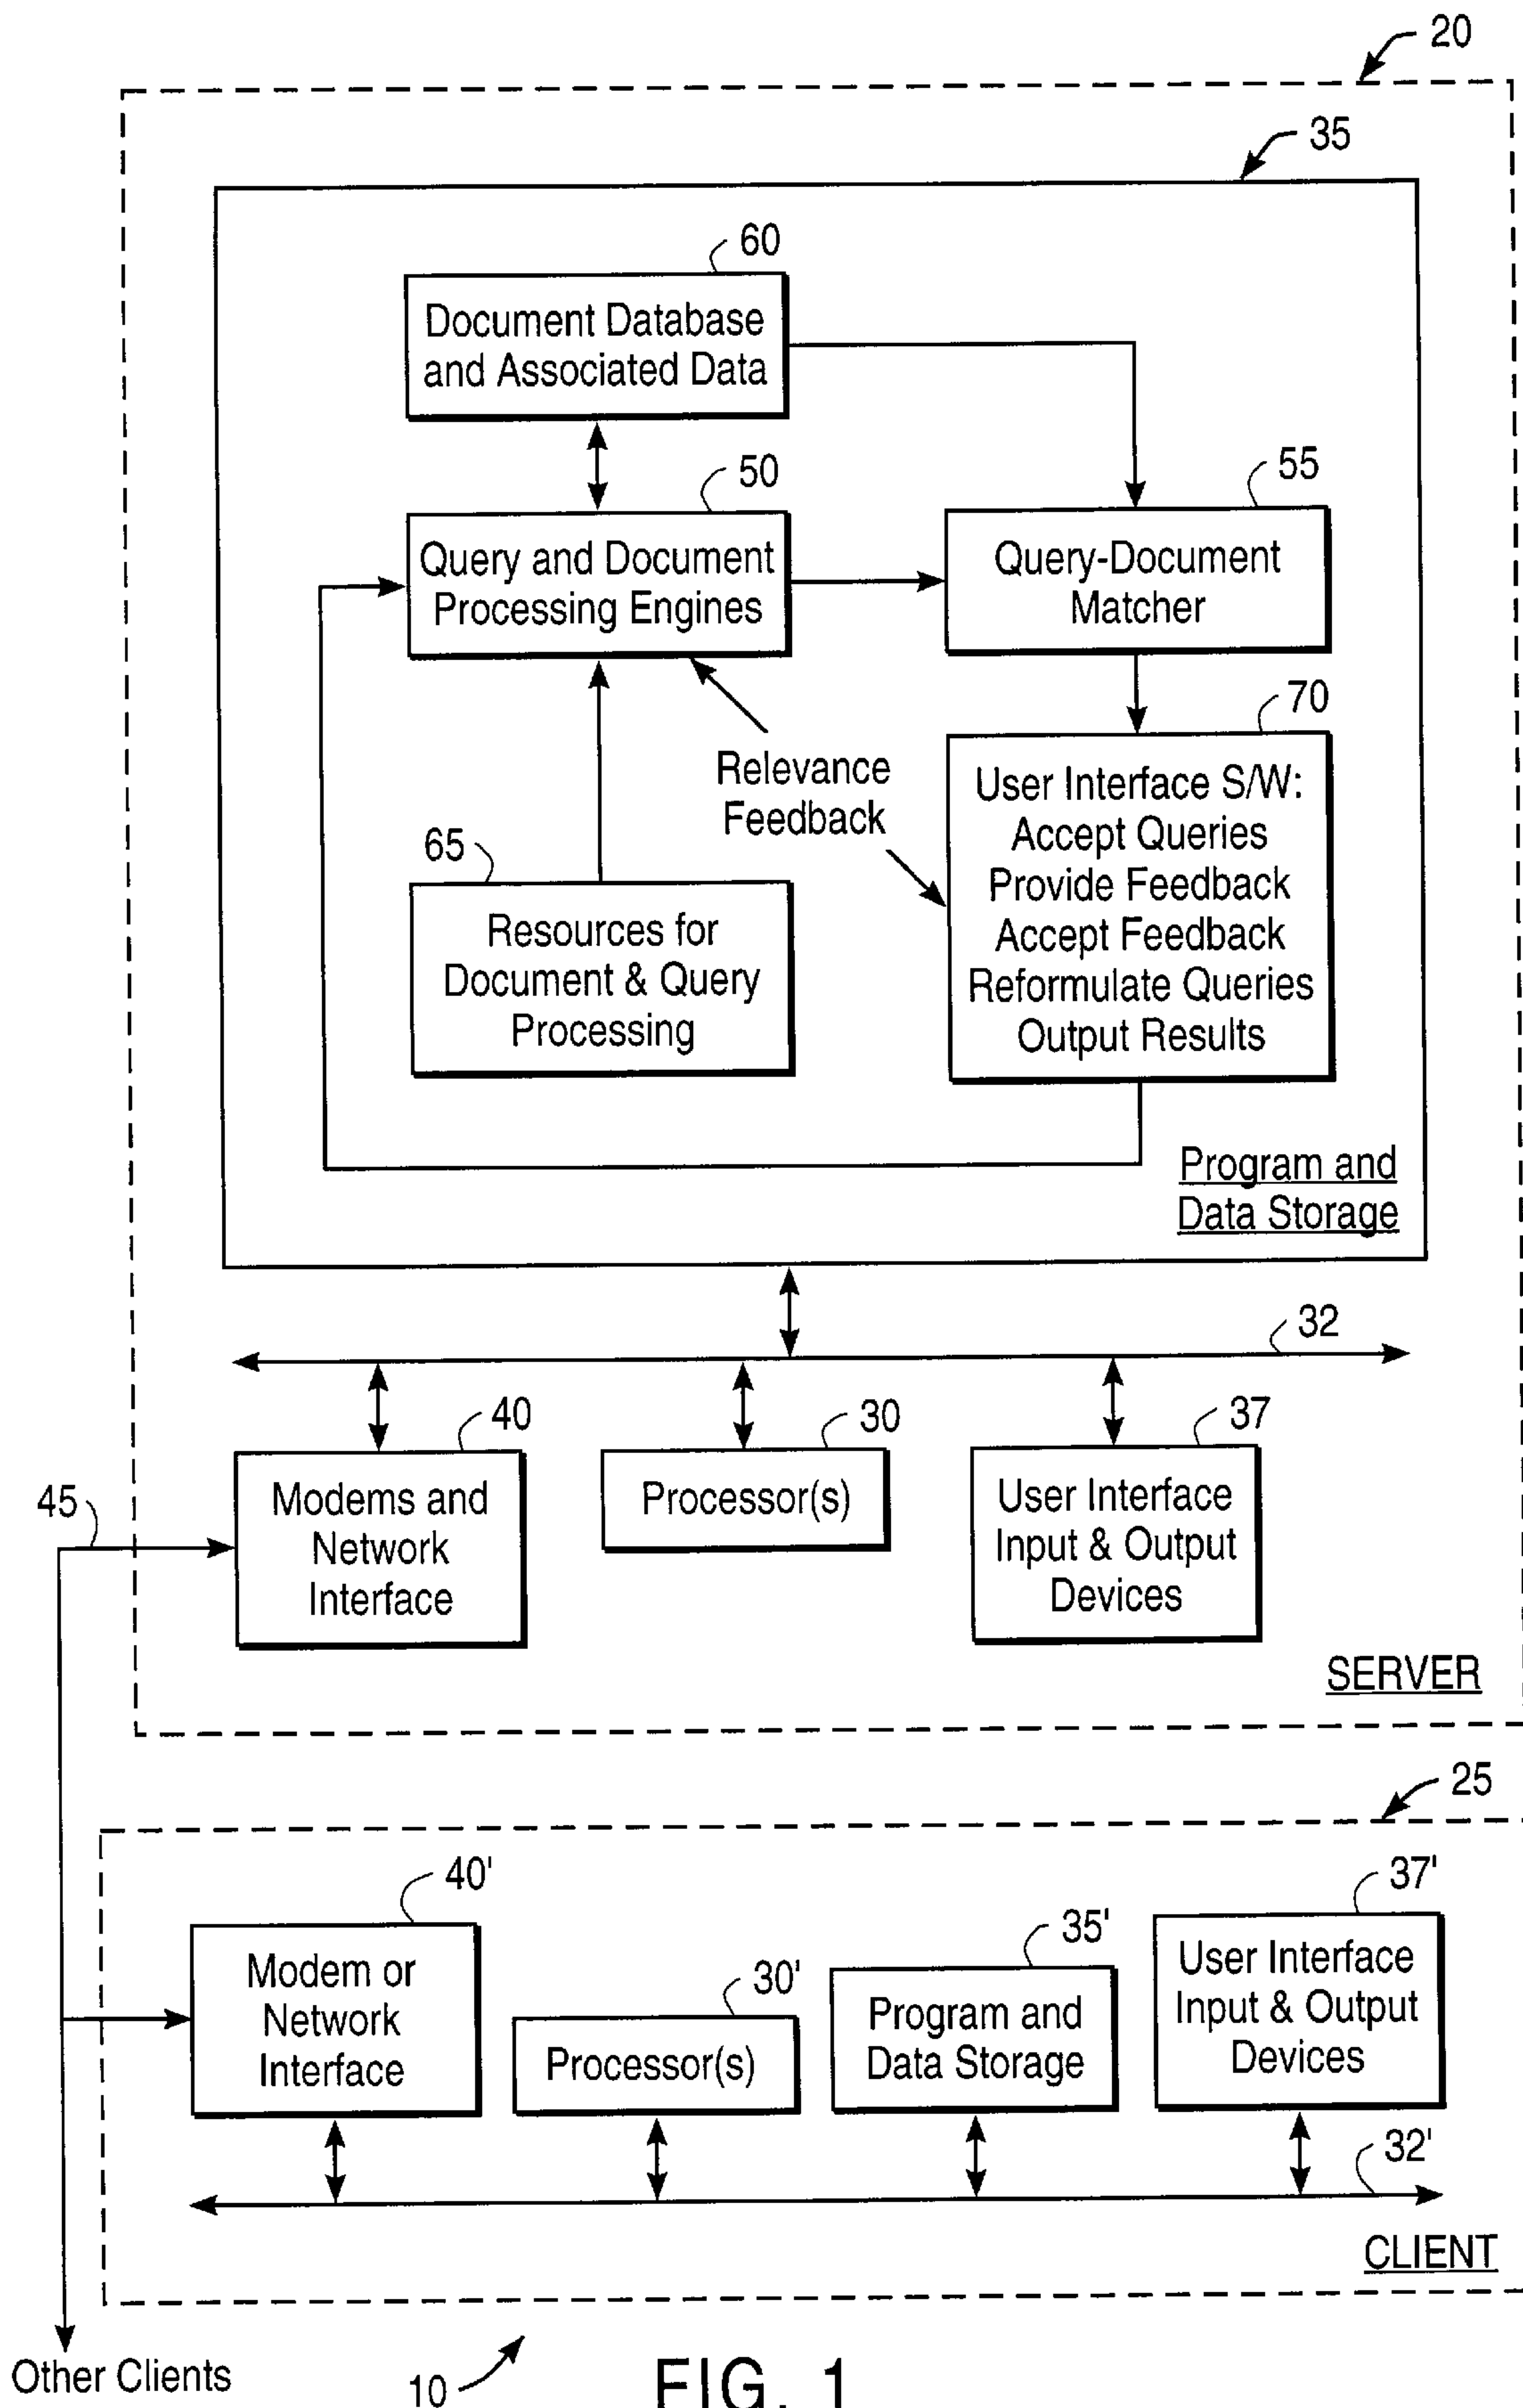 20
35
60
Document Database
and Associated Data
50
55
Query and Document
Processing Engines
Query-Document
Matcher
70
Relevance
Feedback
User Interface S/W:
Accept Queries
Provide Feedback
Accept Feedback
Reformulate Queries
Output Results
65
Resources for
Document & Query
Processing
Program and
Data Storage
32
40
30
37
45
Modems and
Network
Interface
Processor(s)
User Interface
Input & Output
Devices
SERVER
25
40'
30'
35'
37'
Modem or
Network
Interface
Processor(s)
Program and
Data Storage
User Interface
Input & Output
Devices
32'
CLIENT
Other Clients
10
FIG. 1